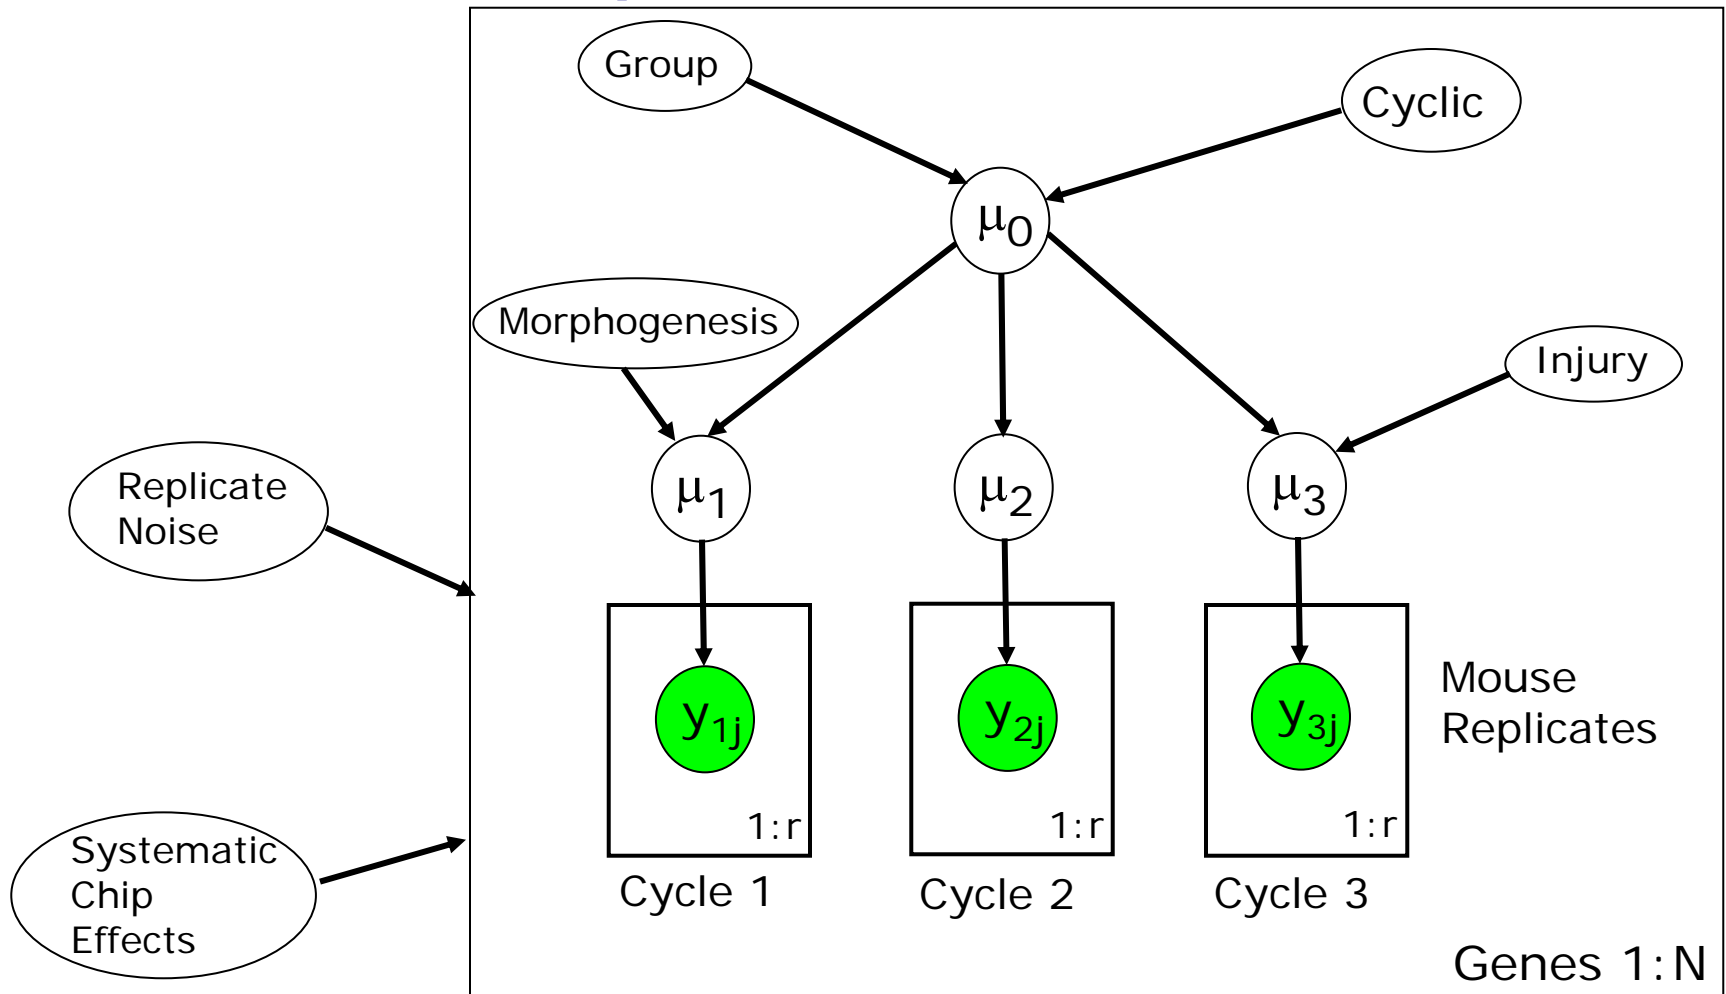 Group
Cyclic
μ0
Morphogenesis
Injury
Replicate
Noise
μ1
μ2
μ3
y1j
y2j
y3j
Mouse
Replicates
1:r
1:r
1:r
Systematic
Chip
Effects
Cycle 1
Cycle 2
Cycle 3
Genes 1:N